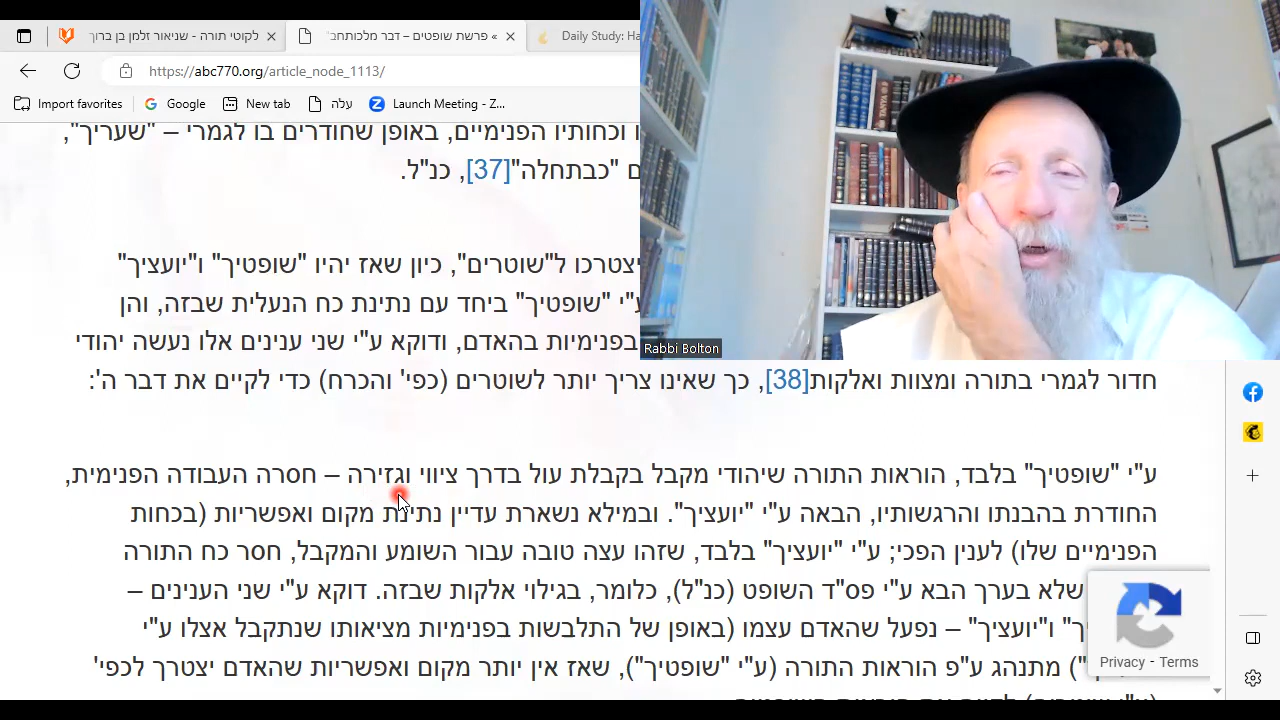 לקוטי תורה - שניאור זלמן בן ברוך
» פרשת שופטים – דבר מלכותחב"
Daily Study: Ha
https://abc770.org/article_node_1113/
Import favorites Google New tab עלה Launch Meeting - Z...
TANYA
Rabbi Bolton
ו וכחותיו הפנימיים, באופן שחודרים בו לגמרי – "שעריך",
ם "כבתחלה"[37], כנ"ל.
יצטרכו ל"שוטרים", כיון שאז יהיו "שופטיך" ו"יועציך"
ע"י "שופטיך" ביחד עם נתינת כח הנעלית שבזה, והן
בפנימיות בהאדם, ודוקא ע"י שני ענינים אלו נעשה יהודי
חדור לגמרי בתורה ומצוות ואלקות[38], כך שאינו צריך יותר לשוטרים (כפי' והכרח) כדי לקיים את דבר ה':
ע"י "שופטיך" בלבד, הוראות התורה שיהודי מקבל בקבלת עול בדרך ציווי וגזירה – חסרה העבודה הפנימית,
החודרת בהבנתו והרגשותיו, הבאה ע"י "יועציך". ובמילא נשארת עדיין נתינת מקום ואפשריות (בכחות
הפנימיים שלו) לענין הפכי; ע"י "יועציך" בלבד, שזהו עצה טובה עבור השומע והמקבל, חסר כח התורה
שלא בערך הבא ע"י פס"ד השופט (כנ"ל), כלומר, בגילוי אלקות שבזה. דוקא ע"י שני הענינים –
יך" ו"יועציך" – נפעל שהאדם עצמו (באופן של התלבשות בפנימיות מציאותו שנתקבל אצלו ע"י
") מתנהג ע"פ הוראות התורה (ע"י "שופטיך"), שאז אין יותר מקום ואפשריות שהאדם יצטרך לכפי'
Privacy - Terms